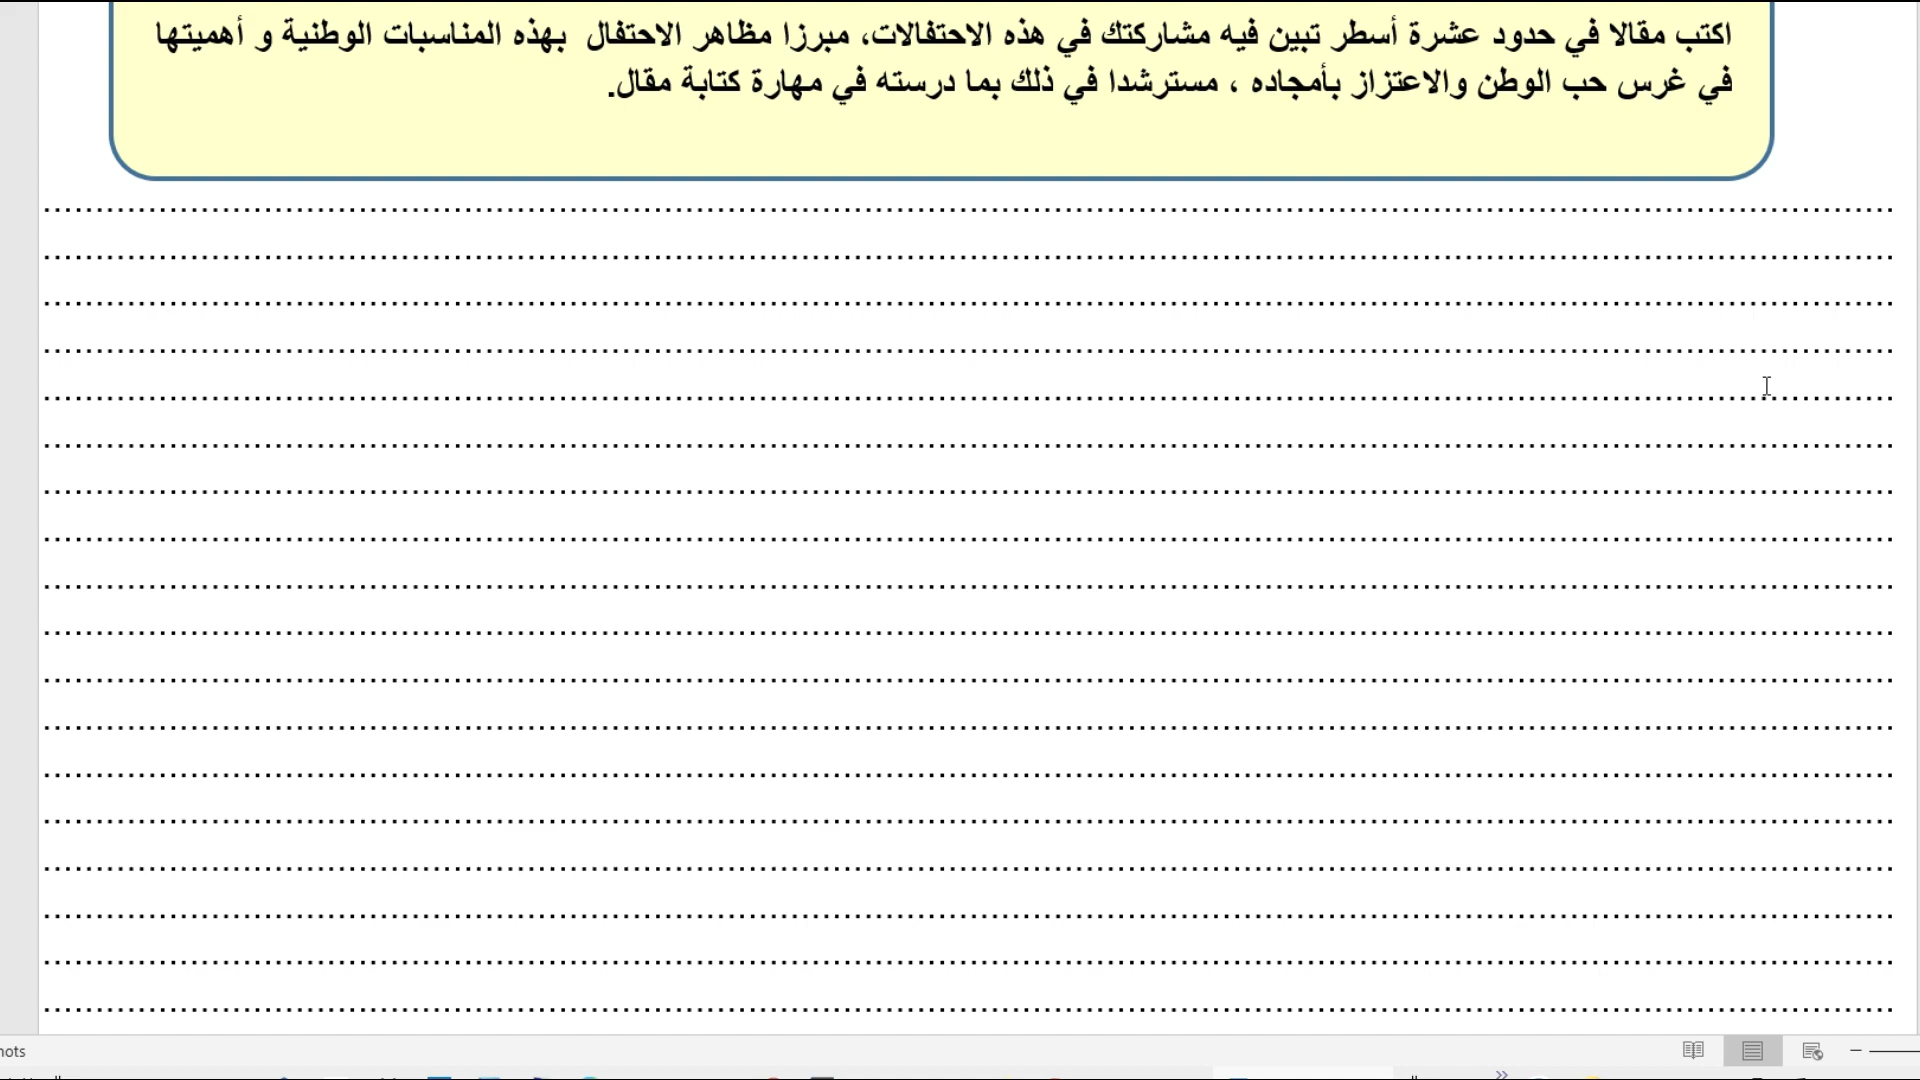 اكتب مقالا في حدود عشرة أسطر تبين فيه مشاركتك في هذه الاحتفالات، مبرزا مظاهر الاحتفال بهذه المناسبات الوطنية و أهميتها
في غرس حب الوطن والاعتزاز بأمجاده ، مسترشدا في ذلك بما درسته في مهارة كتابة مقال.